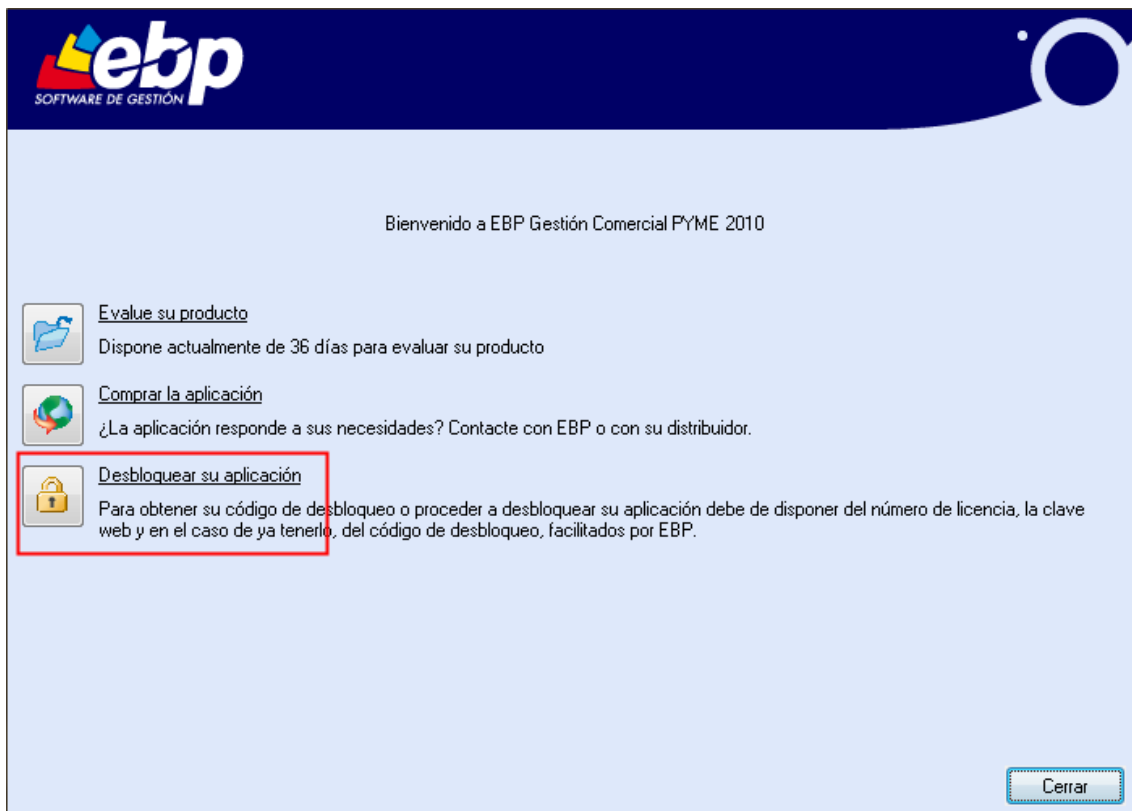 ebp
SOFTWARE DE GESTIÓN
Bienvenido a EBP Gestión Comercial PYME 2010
Evalue su producto
Dispone actualmente de 36 días para evaluar su producto
Comprar la aplicación
¿La aplicación responde a sus necesidades? Contacte con EBP o con su distribuidor.
Desbloquear su aplicación
Para obtener su código de desbloqueo o proceder a desbloquear su aplicación debe de disponer del número de licencia, la clave
web y en el caso de ya tenerlo, del código de desbloqueo, facilitados por EBP.
Cerrar